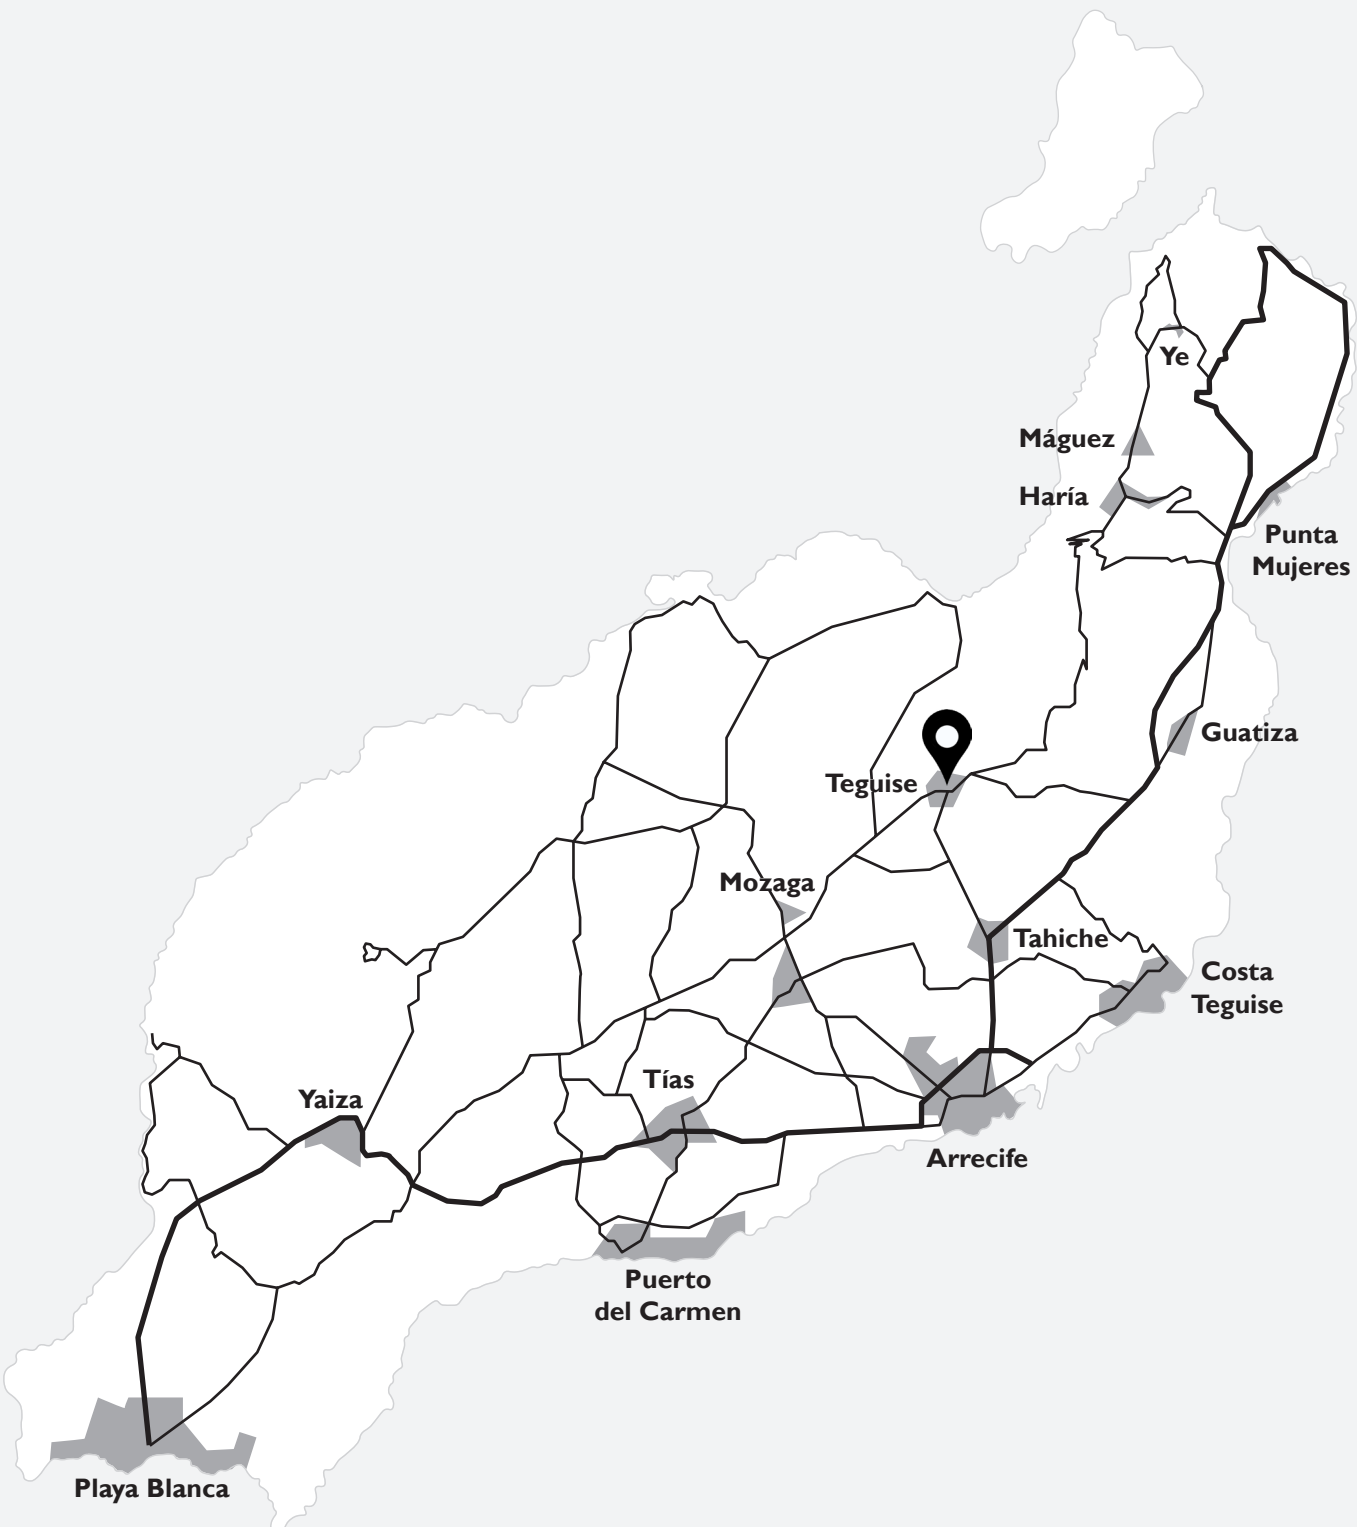 Ye
Máguez
Haría
Punta
Mujeres
Guatiza
Teguise
Mozaga
Tahiche
Costa
Teguise
Tías
Yaiza
Arrecife
Puerto
del Carmen
Playa Blanca